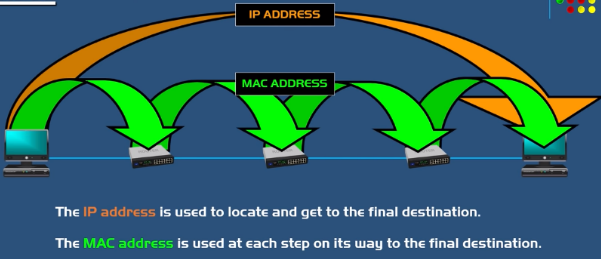 IP ADDRESS
MAC ADDRESS
The IP address is used to locate and get to the final destination.
The MAC address is used at each step on its way to the final destination.